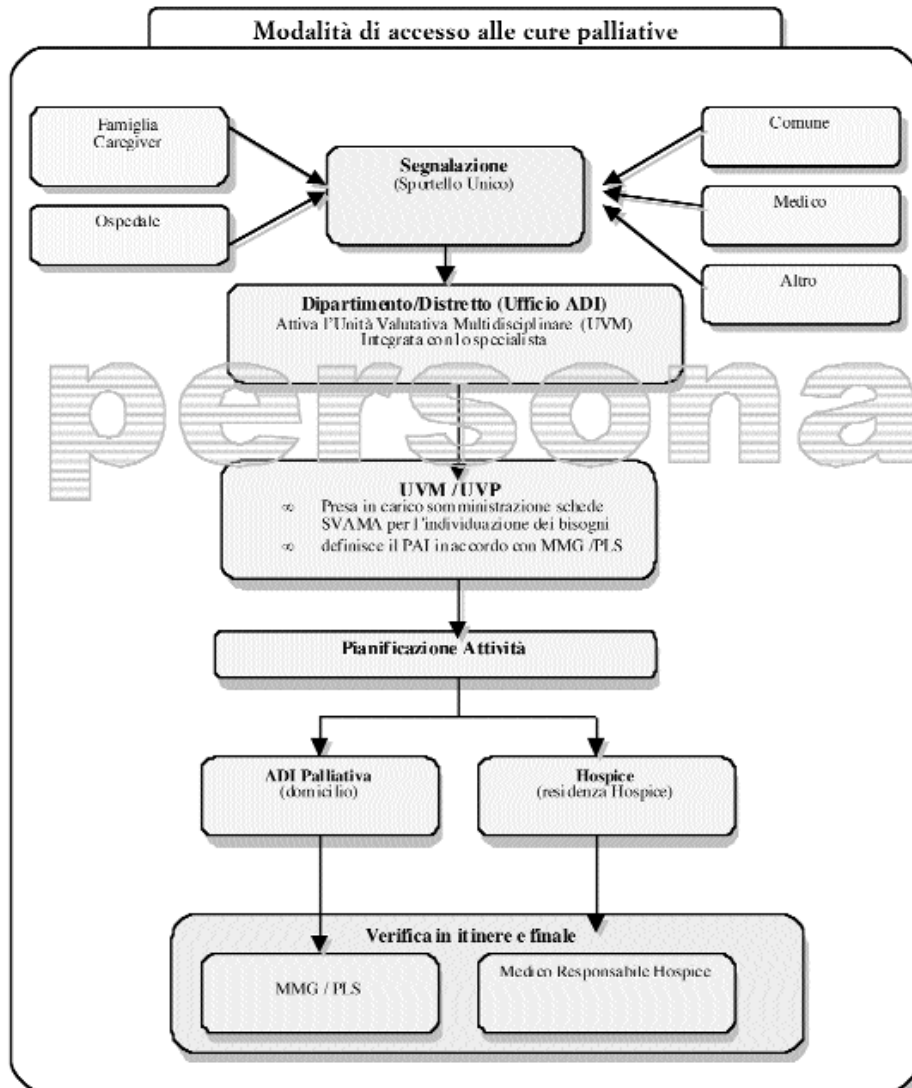 Modalità di accesso alle cure palliative
Famiglia
Caregiver
Ospedale
Segnalazione
(Sportello Unico)
Comune
Medico
Altro
Dipartimento/Distretto (Ufficio ADI)
Attiva l'Unità Valutativa Multidisciplinare (UVM)
Integrata con lo specialista
persona
UVM / UVP
∞ Presa in carico somministrazione schede
SVAMA per l'individuazione dei bisogni
∞ definisce il PAI in accordo con MMG /PLS
Pianificazione Attività
ADI Palliativa
(domicilio)
Hospice
(residenza Hospice)
Verifica in itinere e finale
MMG / PLS
Medico Responsabile Hospice